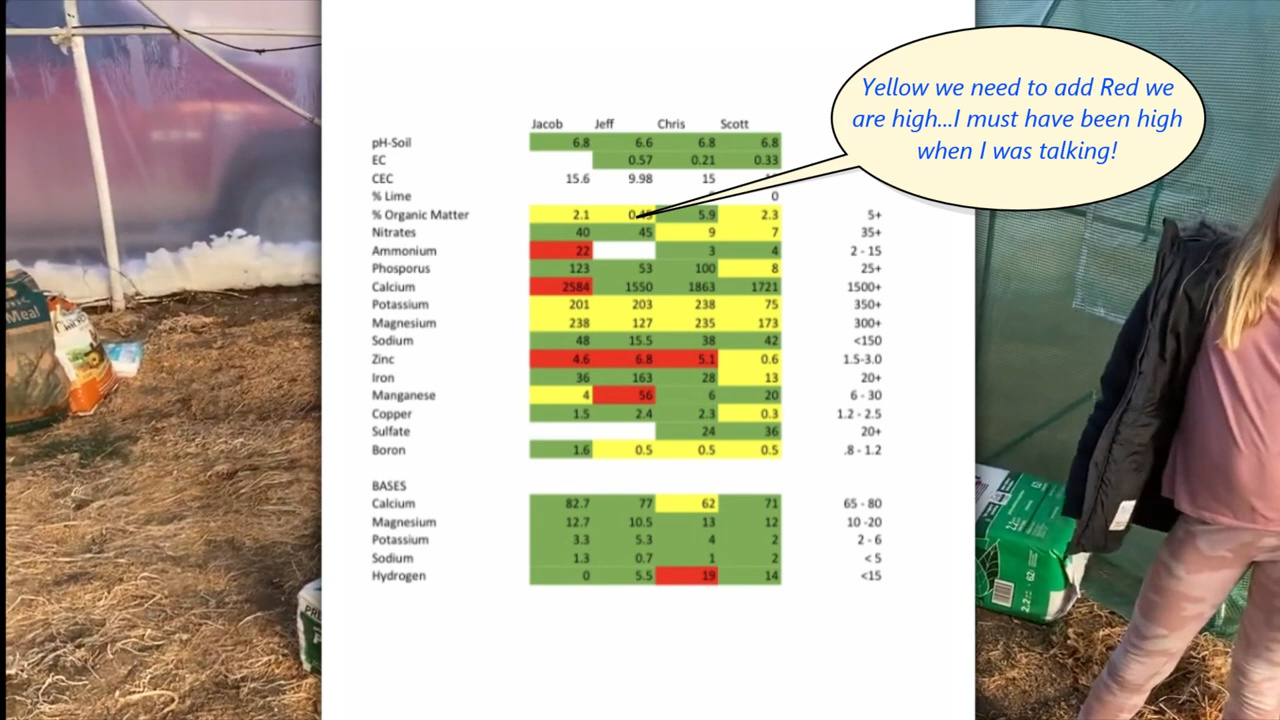 Yellow we need to add Red we
are high...I must have been high
when I was talking!
Jacob Jeff Chris Scott
pH-Soil 6.8 6.6 6.8 6.8
EC 0.57 0.21 0.33
CEC 15.6 9.98 15
% Lime 0
% Organic Matter 2.1 5.9 2.3 5+
Nitrates 40 45 9 7 35+
Ammonium 22 3 4 2 - 15
Phosporus 123 53 100 8 25+
Calcium 2584 1550 1863 1721 1500+
Potassium 201 203 238 75 350+
Magnesium 238 127 235 173 300+
Sodium 48 15.5 38 42 <150
Zinc 4.6 6.8 5.1 0.6 1.5-3.0
Iron 36 163 28 13 20+
Manganese 4 56 6 20 6 - 30
Copper 1.5 2.4 2.3 0.3 1.2 - 2.5
Sulfate 24 36 20+
Boron 1.6 0.5 0.5 0.5 .8 - 1.2
BASES
Calcium 82.7 77 62 71 65 - 80
Magnesium 12.7 10.5 13 12 10 -20
Potassium 3.3 5.3 4 2 2 - 6
Sodium 1.3 0.7 1 2 < 5
Hydrogen 0 5.5 19 14 <15
Meal